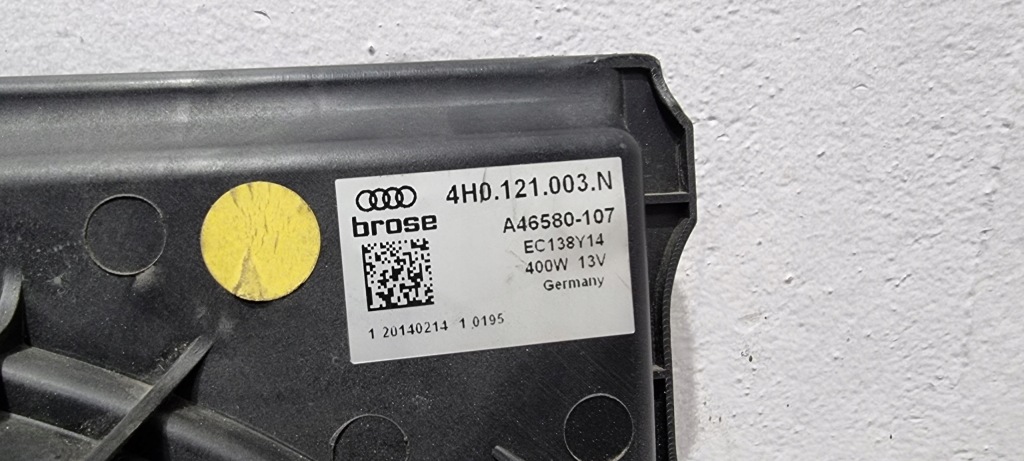 4H0.121.003.N
brose
A46580-107
EC138Y14
400W 13V
Germany
1 20140214 1 0195